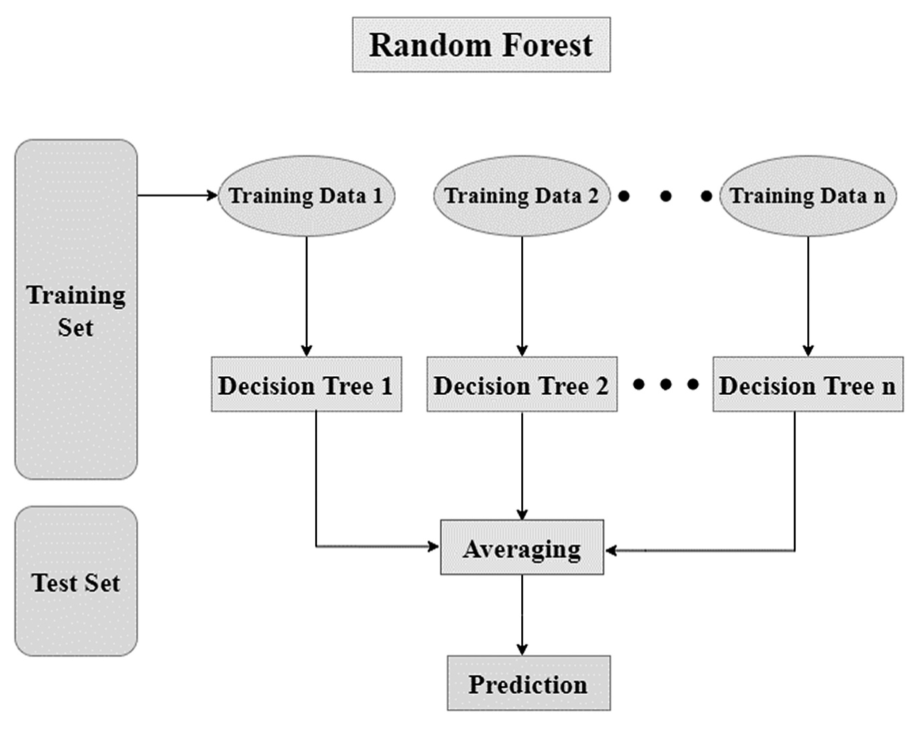 Random Forest
Training Data 1
Training Data 2
Training Data n
Training
Set
Decision Tree 1
Decision Tree 2
Decision Tree n
Averaging
Test Set
Prediction